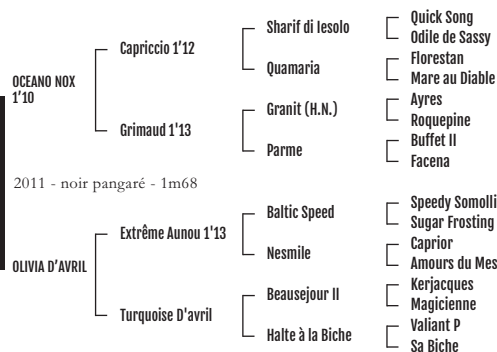 Quick Song
Sharif di Iesolo
Odile de Sassy
Capriccio 1'12
Florestan
Quamaria
Mare au Diable
OCEANO NOX
1'10
Ayres
Granit (H.N.)
Roquepine
Grimaud 1'13
Buffet II
Parme
Facena
2011 - noir pangaré - 1m68
Speedy Somolli
Baltic Speed
Sugar Frosting
Extrême Aunou 1'13
Caprior
Nesmile
Amours du Mes
OLIVIA D'AVRIL
Kerjacques
Beausejour II
Magicienne
Turquoise D'avril
Valiant P
Halte à la Biche
Sa Biche